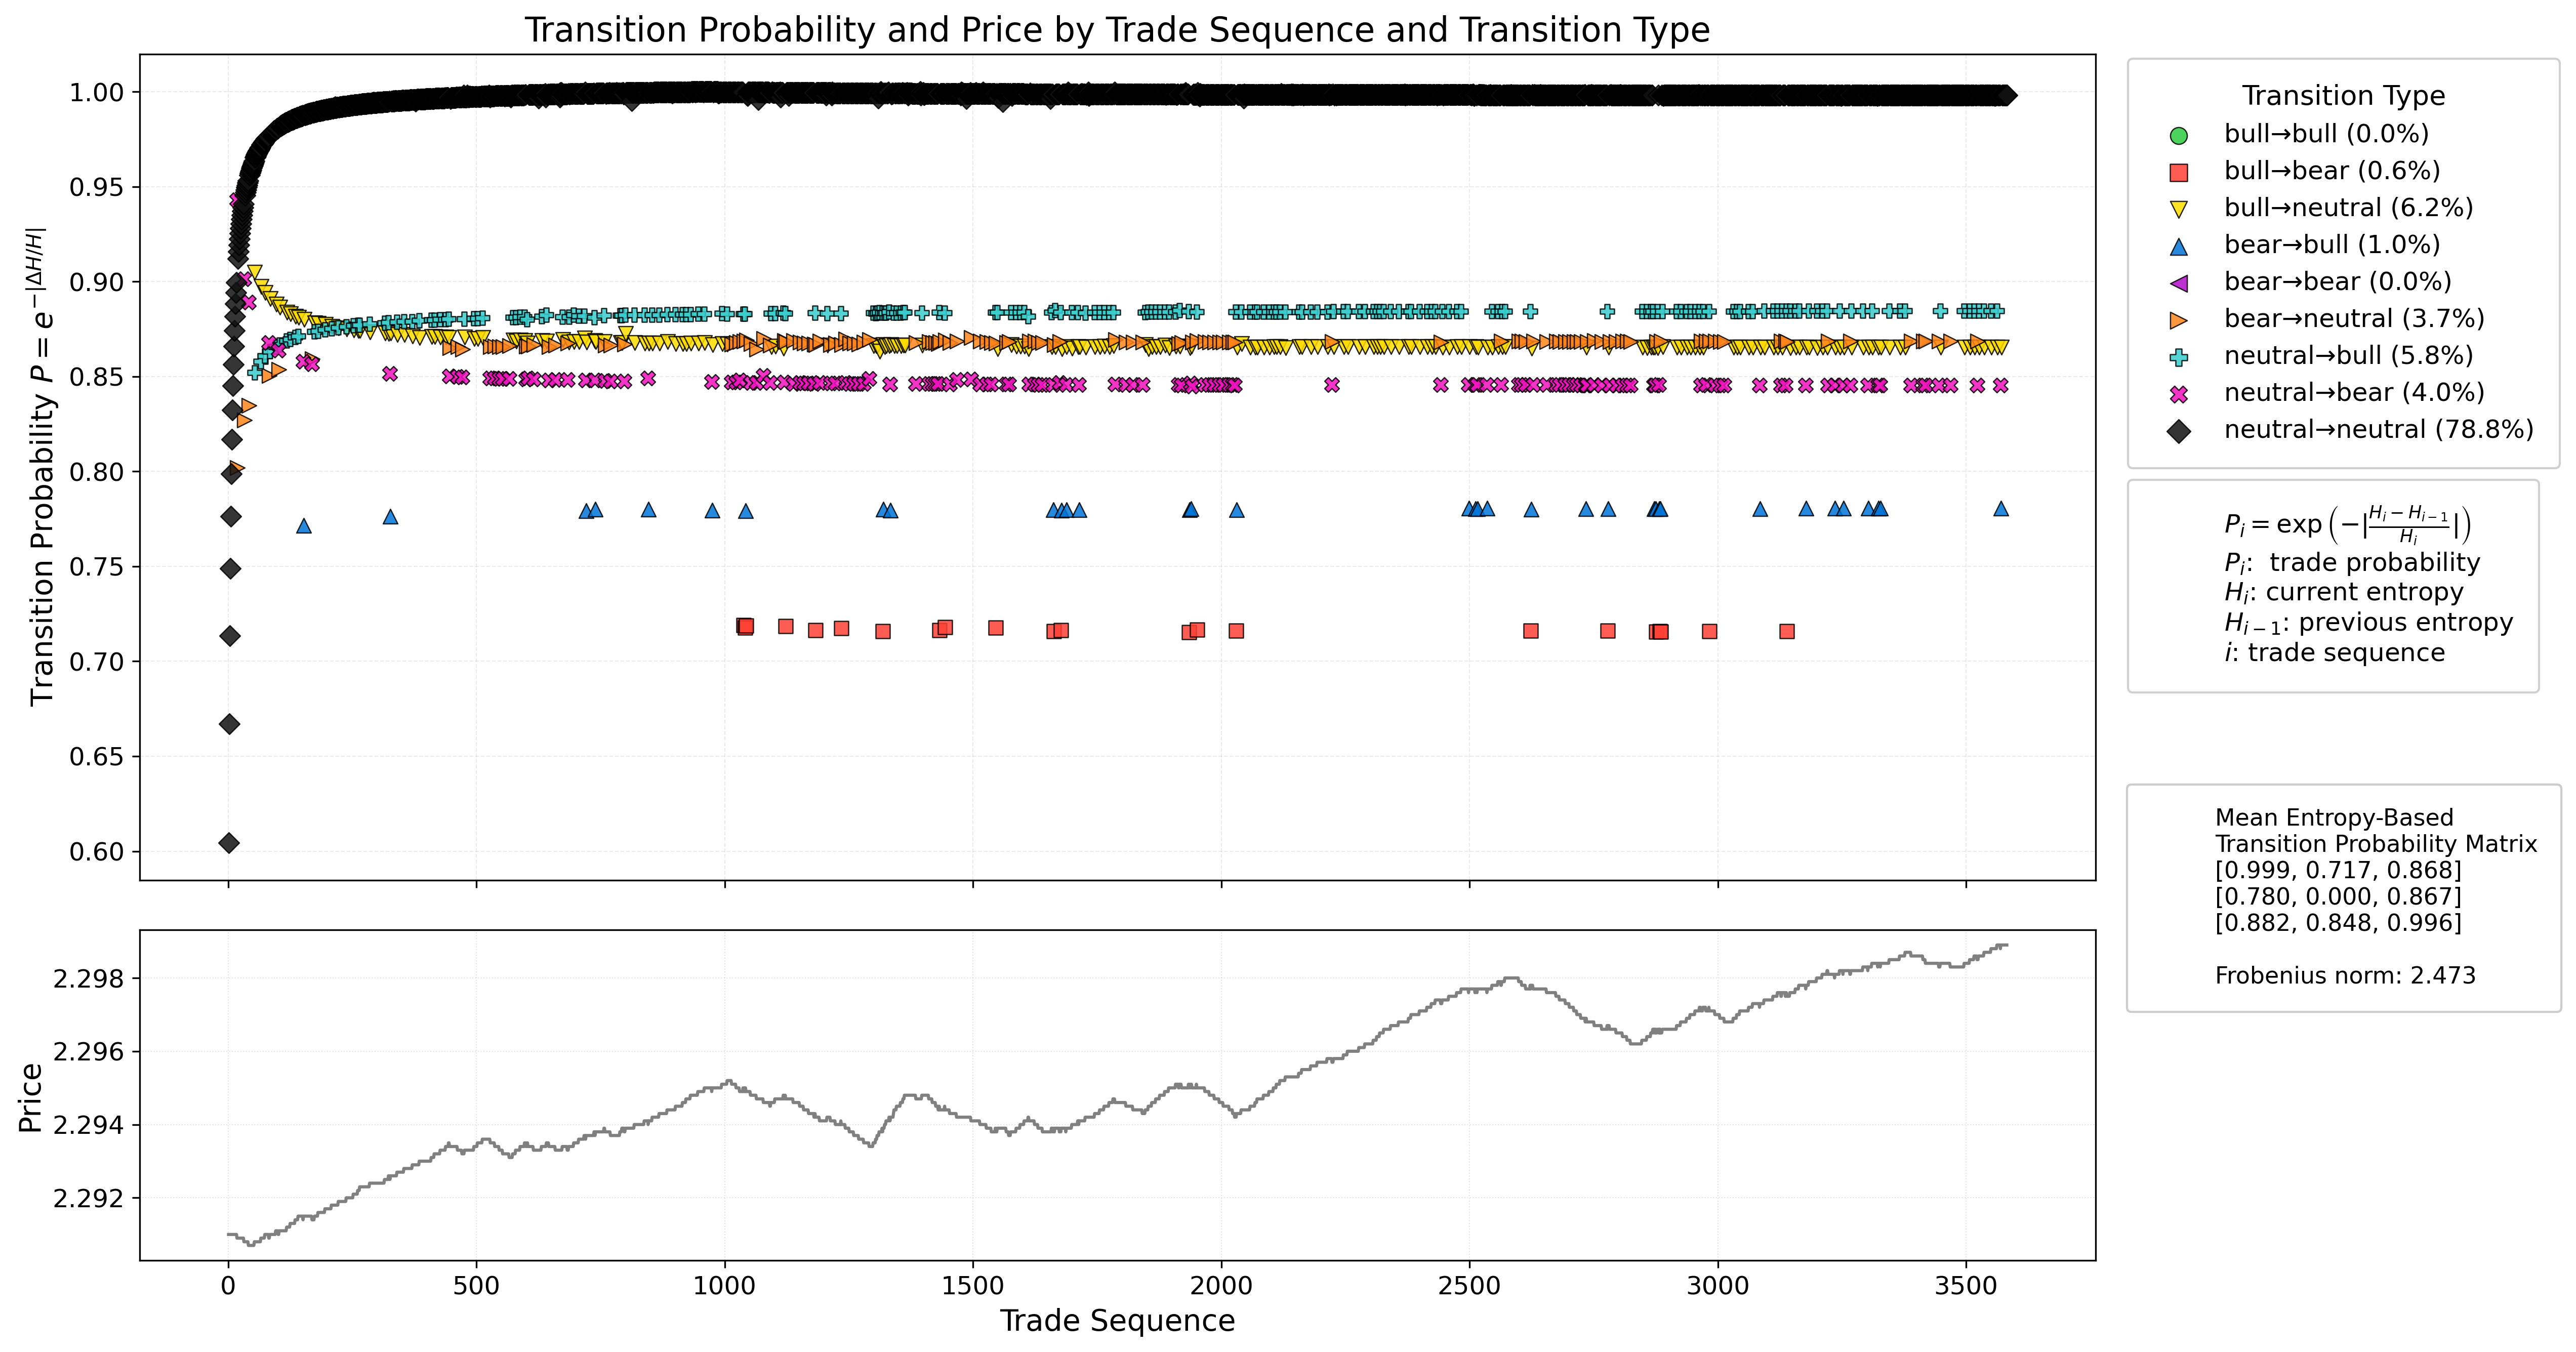 Transition Probability and Price by Trade Sequence and Transition Type
Transition Probability P = e^{-|ΔH/H|}
1.00
0.95
0.90
0.85
0.80
0.75
0.70
0.65
0.60
Transition Type
bull→bull (0.0%)
bull→bear (0.6%)
bull→neutral (6.2%)
bear→bull (1.0%)
bear→bear (0.0%)
bear→neutral (3.7%)
neutral→bull (5.8%)
neutral→bear (4.0%)
neutral→neutral (78.8%)
P_i = exp(−|\frac{H_i − H_{i−1}}{H_i}|)
P_i: trade probability
H_i: current entropy
H_{i−1}: previous entropy
i: trade sequence
Mean Entropy-Based
Transition Probability Matrix
[0.999, 0.717, 0.868]
[0.780, 0.000, 0.867]
[0.882, 0.848, 0.996]
Frobenius norm: 2.473
Price
2.298
2.296
2.294
2.292
0 500 1000 1500 2000 2500 3000 3500
Trade Sequence